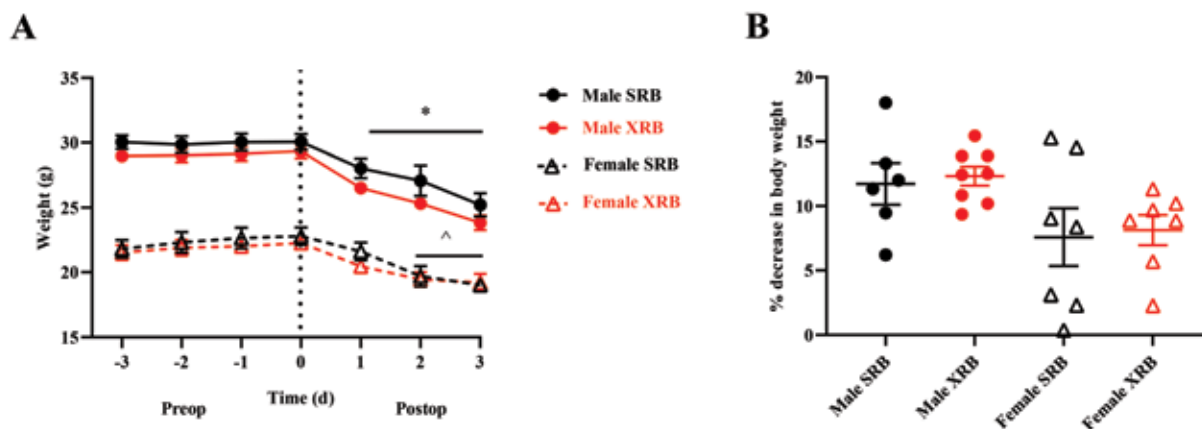 A
35
30
25
20
15
Weight (g)
*
^
-3 -2 -1 0 1 2 3
Preop Time (d) Postop
Male SRB
Male XRB
Female SRB
Female XRB
B
20
15
10
5
0
% decrease in body weight
Male SRB
Male XRB
Female SRB
Female XRB